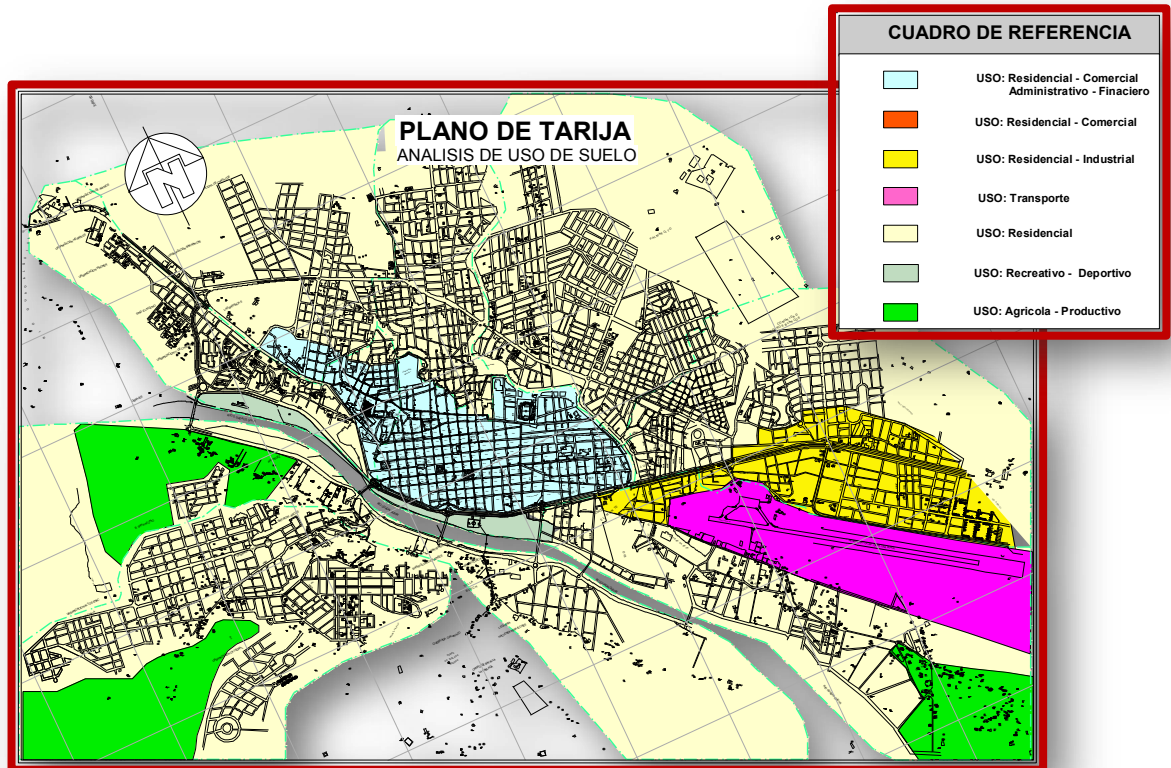 CUADRO DE REFERENCIA
USO: Residencial - Comercial
Administrativo - Finaciero
USO: Residencial - Comercial
USO: Residencial - Industrial
USO: Transporte
USO: Residencial
USO: Recreativo - Deportivo
USO: Agricola - Productivo
PLANO DE TARIJA
ANALISIS DE USO DE SUELO
N